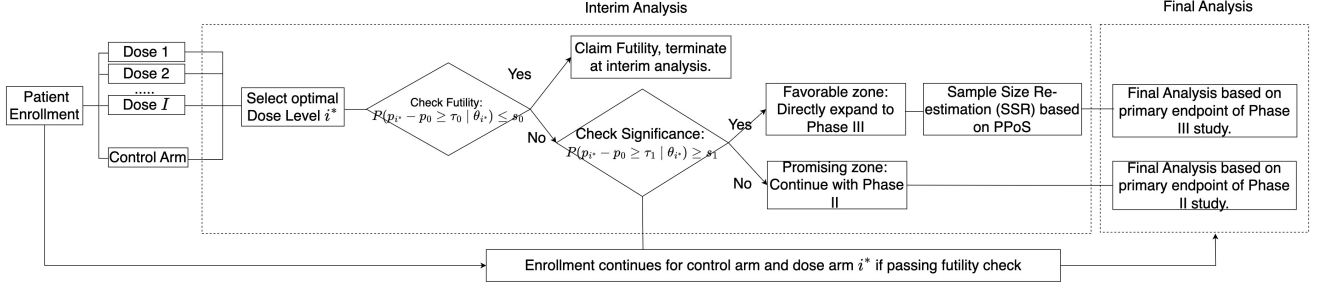 Interim Analysis
Final Analysis
Patient
Enrollment
Dose 1
Dose 2
.....
Dose I
Control Arm
Select optimal
Dose Level i*
Check Futility:
P(p_{i*} − p_0 ≥ τ_0 | θ_{i*}) ≤ s_0
Yes
No
Claim Futility, terminate
at interim analysis.
Check Significance:
P(p_{i*} − p_0 ≥ τ_1 | θ_{i*}) ≥ s_1
Yes
No
Favorable zone:
Directly expand to
Phase III
Sample Size Re-
estimation (SSR) based
on PPoS
Final Analysis based on
primary endpoint of Phase
III study.
Promising zone:
Continue with Phase
II
Final Analysis based on
primary endpoint of Phase
II study.
Enrollment continues for control arm and dose arm i* if passing futility check